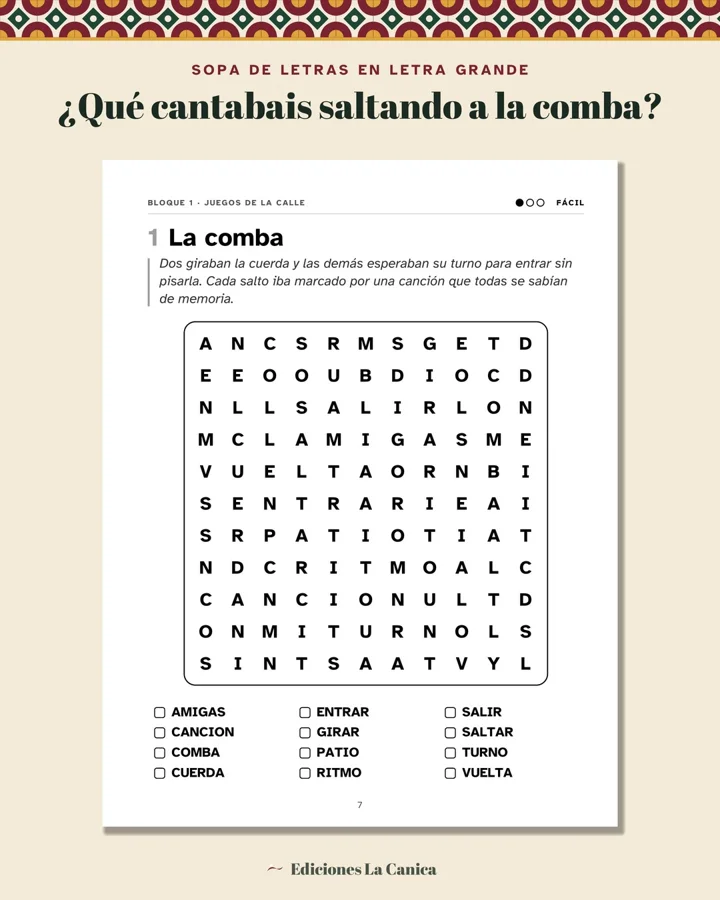 SOPA DE LETRAS EN LETRA GRANDE
¿Qué cantabais saltando a la comba?
BLOQUE 1 · JUEGOS DE LA CALLE
FÁCIL
1 La comba
Dos giraban la cuerda y las demás esperaban su turno para entrar sin
pisarla. Cada salto iba marcado por una canción que todas se sabían
de memoria.
A N C S R M S G E T D
E E O O U B D I O C D
N L L S A L I R L O N
M C L A M I G A S M E
V U E L T A O R N B I
S E N T R A R I E A I
S R P A T I O T I A T
N D C R I T M O A L C
C A N C I O N U L T D
O N M I T U R N O L S
S I N T S A A T V Y L
AMIGAS
CANCION
COMBA
CUERDA
ENTRAR
GIRAR
PATIO
RITMO
SALIR
SALTAR
TURNO
VUELTA
7
Ediciones La Canica